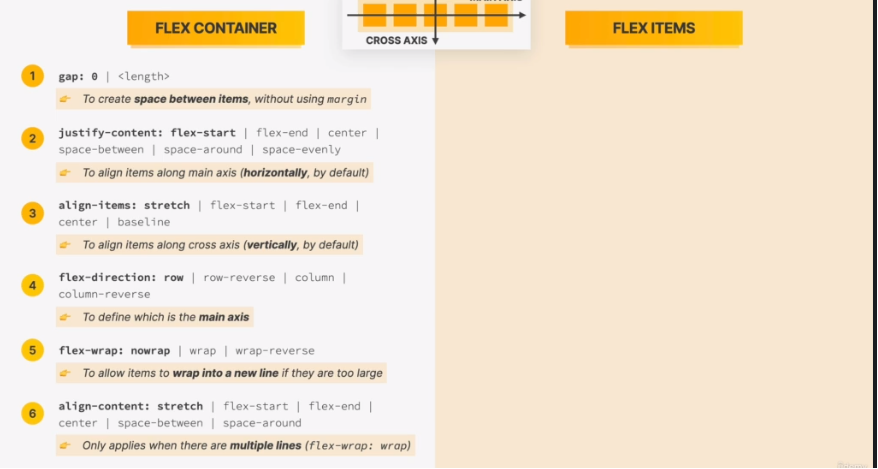 FLEX CONTAINER
CROSS AXIS
FLEX ITEMS
1 gap: 0 | <length>
To create space between items, without using margin
2 justify-content: flex-start | flex-end | center |
space-between | space-around | space-evenly
To align items along main axis (horizontally, by default)
3 align-items: stretch | flex-start | flex-end |
center | baseline
To align items along cross axis (vertically, by default)
4 flex-direction: row | row-reverse | column |
column-reverse
To define which is the main axis
5 flex-wrap: nowrap | wrap | wrap-reverse
To allow items to wrap into a new line if they are too large
6 align-content: stretch | flex-start | flex-end |
center | space-between | space-around
Only applies when there are multiple lines (flex-wrap: wrap)